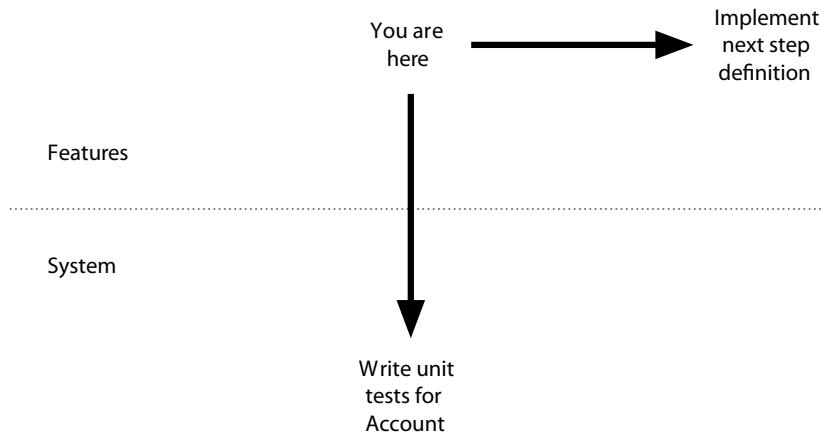 You are
here
Implement
next step
definition
Features
System
Write unit
tests for
Account